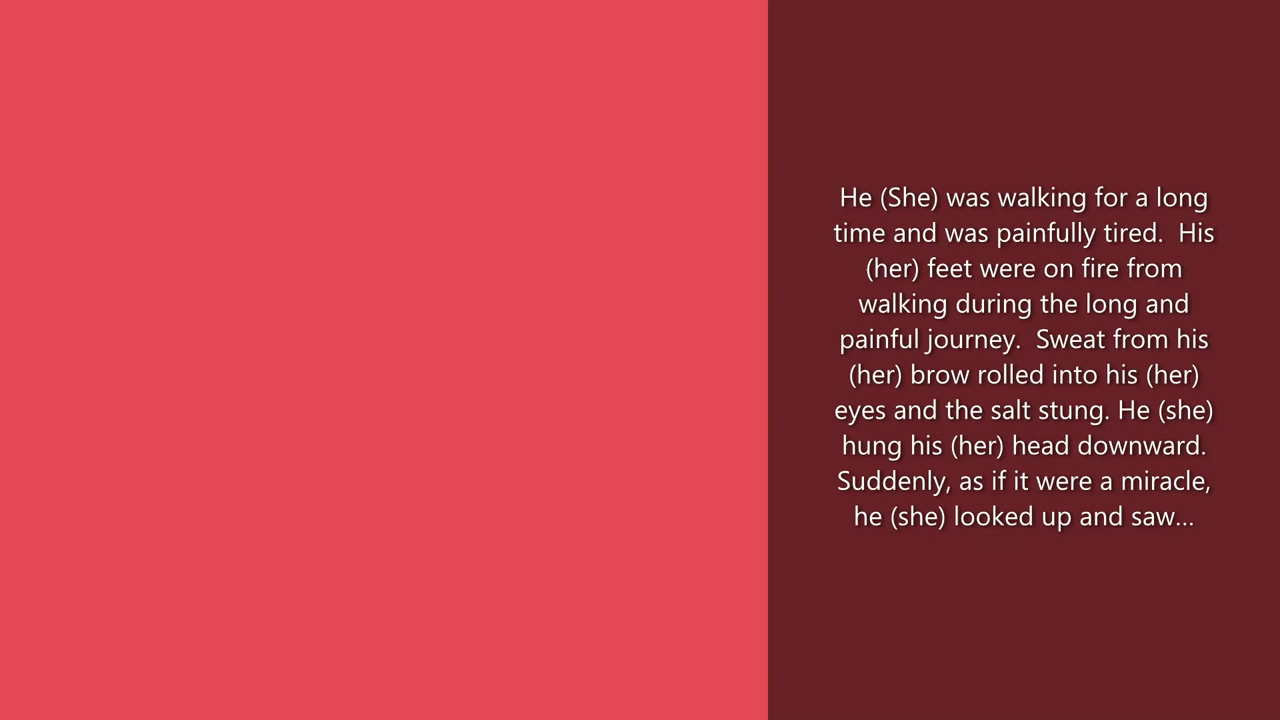 He (She) was walking for a long
time and was painfully tired.  His
(her) feet were on fire from
walking during the long and
painful journey.  Sweat from his
(her) brow rolled into his (her)
eyes and the salt stung. He (she)
hung his (her) head downward.
Suddenly, as if it were a miracle,
he (she) looked up and saw…